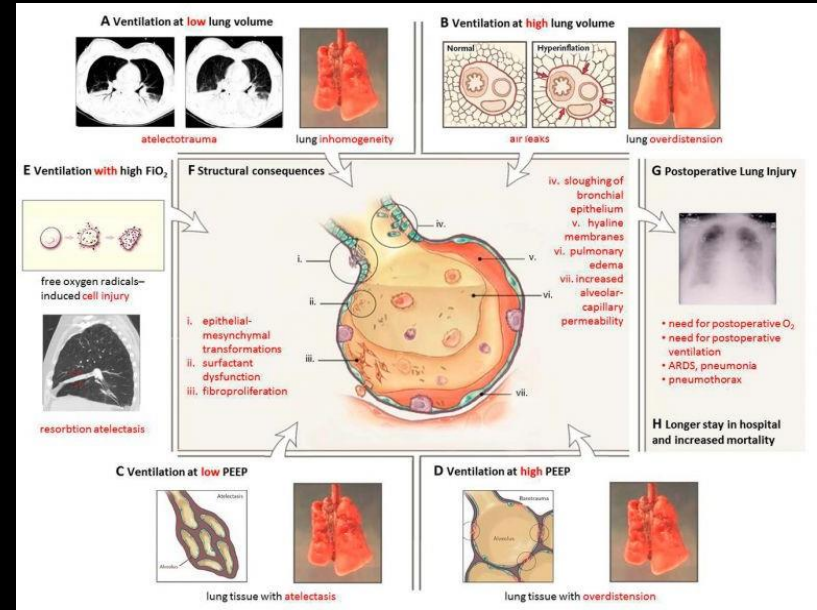 A Ventilation at low lung volume
atelectotrauma
lung inhomogeneity
B Ventilation at high lung volume
Normal
Hyperinflation
air leaks
lung overdistension
E Ventilation with high FiO₂
free oxygen radicals–
induced cell injury
resorbtion atelectasis
F Structural consequences
i.
ii.
iii.
iv.
v.
vi.
vii.
i. epithelial-
mesynchymal
transformations
ii. surfactant
dysfunction
iii. fibroproliferation
iv. sloughing of
bronchial
epithelium
v. hyaline
membranes
vi. pulmonary
edema
vii. increased
alveolar-
capillary
permeability
G Postoperative Lung Injury
• need for postoperative O₂
• need for postoperative
ventilation
• ARDS, pneumonia
• pneumothorax
H Longer stay in hospital
and increased mortality
C Ventilation at low PEEP
Atelectasis
Alveolus
lung tissue with atelectasis
D Ventilation at high PEEP
Barotrauma
Alveolus
lung tissue with overdistension